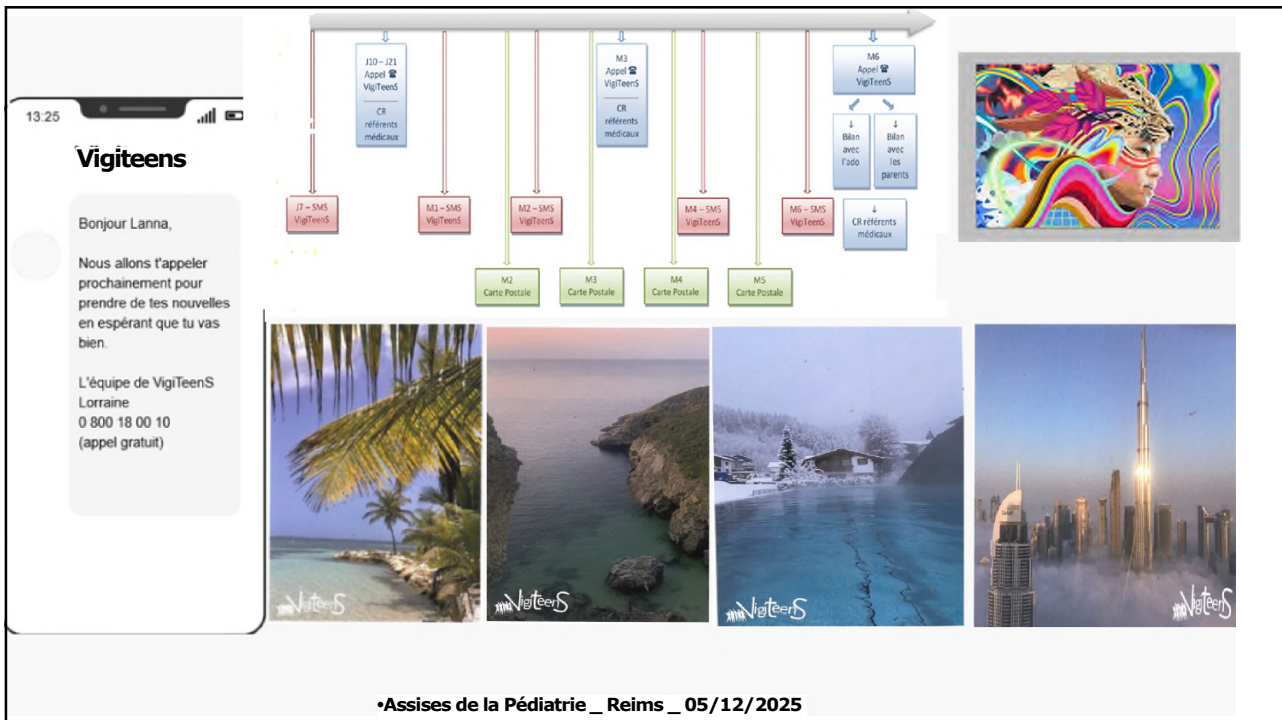 13:25
Vigiteens
Bonjour Lanna,
Nous allons t'appeler
prochainement pour
prendre de tes nouvelles
en espérant que tu vas
bien.
L'équipe de VigiTeenS
Lorraine
0 800 18 00 10
(appel gratuit)
J10 – J21
Appel ☎
VigiTeenS
CR
référents
médicaux
M3
Appel ☎
VigiTeenS
CR
référents
médicaux
M6
Appel ☎
VigiTeenS
↓
Bilan
avec
l'ado
↓
Bilan
avec
les
parents
J7 – SMS
VigiTeenS
M1 – SMS
VigiTeenS
M2 – SMS
VigiTeenS
M4 – SMS
VigiTeenS
M6 – SMS
VigiTeenS
↓
CR référents
médicaux
M2
Carte Postale
M3
Carte Postale
M4
Carte Postale
M5
Carte Postale
VigiteenS
VigiteenS
VigiteenS
VigiteenS
•Assises de la Pédiatrie _ Reims _ 05/12/2025